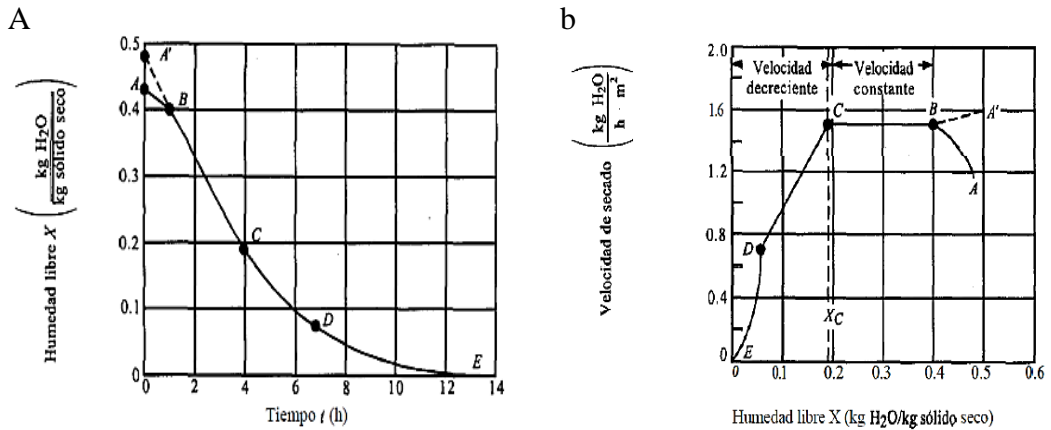 A
Humedad libre X (kg H₂O / kg sólido seco)
0.5
0.4
0.3
0.2
0.1
0
A'
A
B
C
D
E
0 2 4 6 8 10 12 14
Tiempo t (h)
b
Velocidad de secado (kg H₂O / h · m²)
2.0
1.6
1.2
0.8
0.4
0
Velocidad
decreciente
Velocidad
constante
C
B
A'
A
D
X_C
E
0 0.1 0.2 0.3 0.4 0.5 0.6
Humedad libre X (kg H₂O/kg sólido seco)